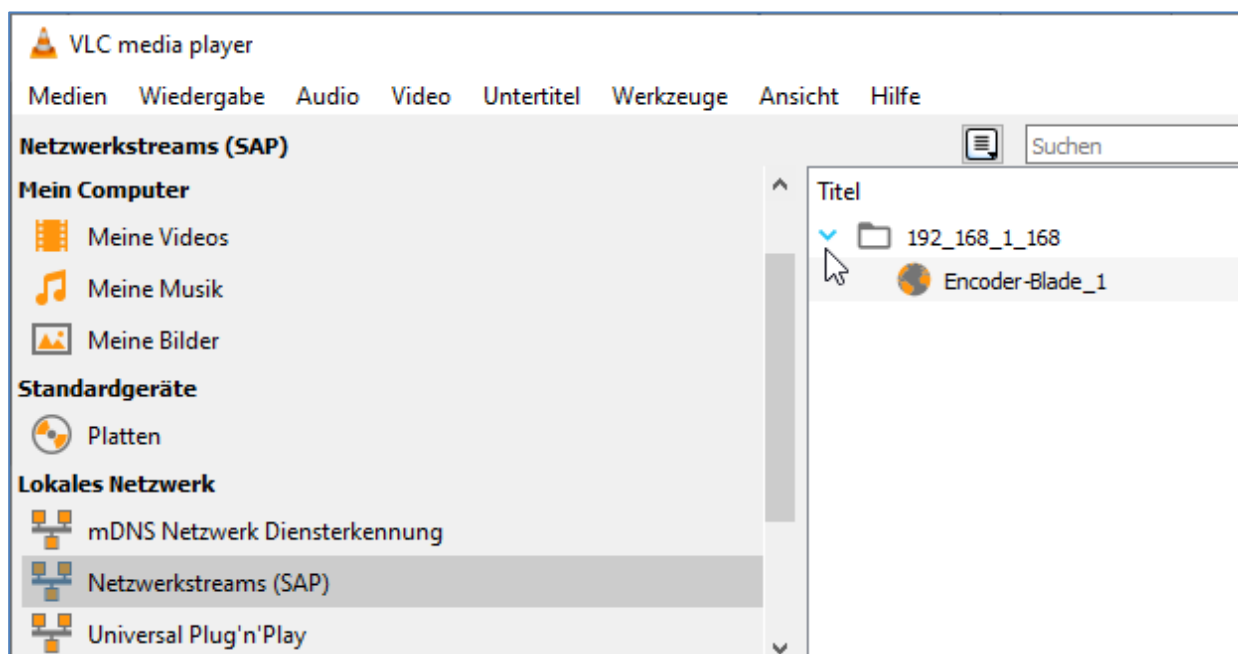 VLC media player
Medien Wiedergabe Audio Video Untertitel Werkzeuge Ansicht Hilfe
Netzwerkstreams (SAP)
Suchen
Mein Computer
Meine Videos
Meine Musik
Meine Bilder
Standardgeräte
Platten
Lokales Netzwerk
mDNS Netzwerk Diensterkennung
Netzwerkstreams (SAP)
Universal Plug'n'Play
Titel
192_168_1_168
Encoder-Blade_1